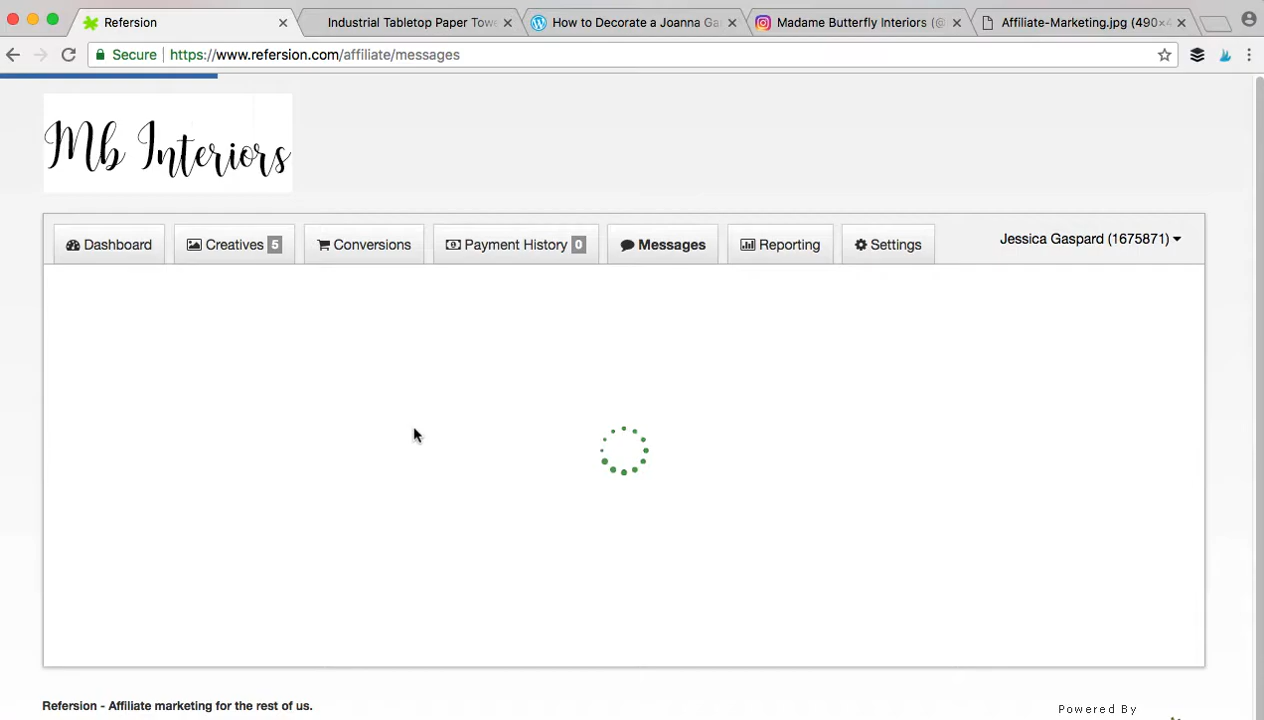 Refersion
Industrial Tabletop Paper Towe
How to Decorate a Joanna Ga
Madame Butterfly Interiors (@
Affiliate-Marketing.jpg (490×4
Secure https://www.refersion.com/affiliate/messages
Mb Interiors
Dashboard
Creatives 5
Conversions
Payment History 0
Messages
Reporting
Settings
Jessica Gaspard (1675871)
Refersion - Affiliate marketing for the rest of us.
Powered By